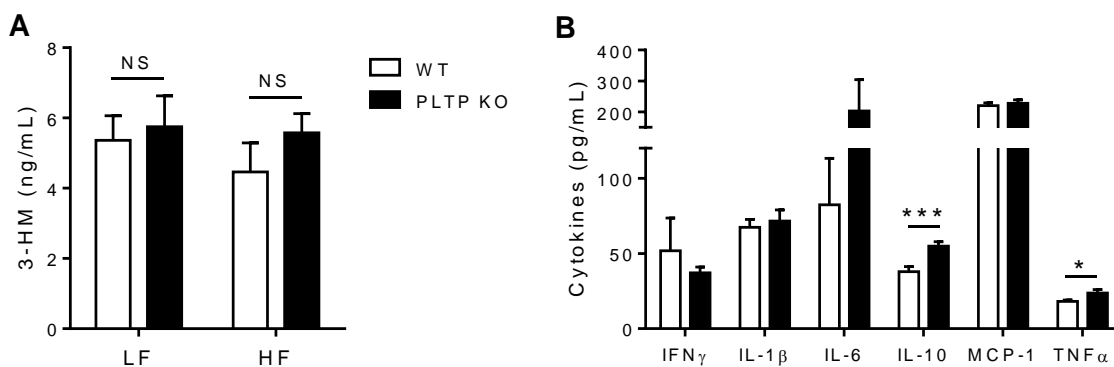 A
3-HM (ng/mL)
8
6
4
2
0
NS
NS
LF
HF
WT
PLTP KO
B
Cytokines (pg/mL)
400
300
200
100
50
0
***
*
IFNγ
IL-1β
IL-6
IL-10
MCP-1
TNFα